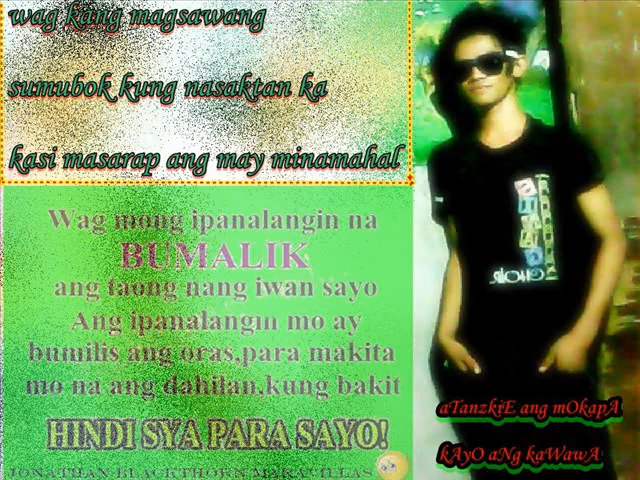 wag kang magsawang
sumubok kung nasaktan ka
kasi masarap ang may minamahal
Wag mong ipanalangin na
BUMALIK
ang taong nang iwan sayo
Ang ipanalangin mo ay
bumilis ang oras,para makita
mo na ang dahilan,kung bakit
HINDI SYA PARA SAYO!
JONATHAN BLACKTHORN MARAVILLAS
aTanzkiE ang mOkapA
kAyO aNg kaWawA